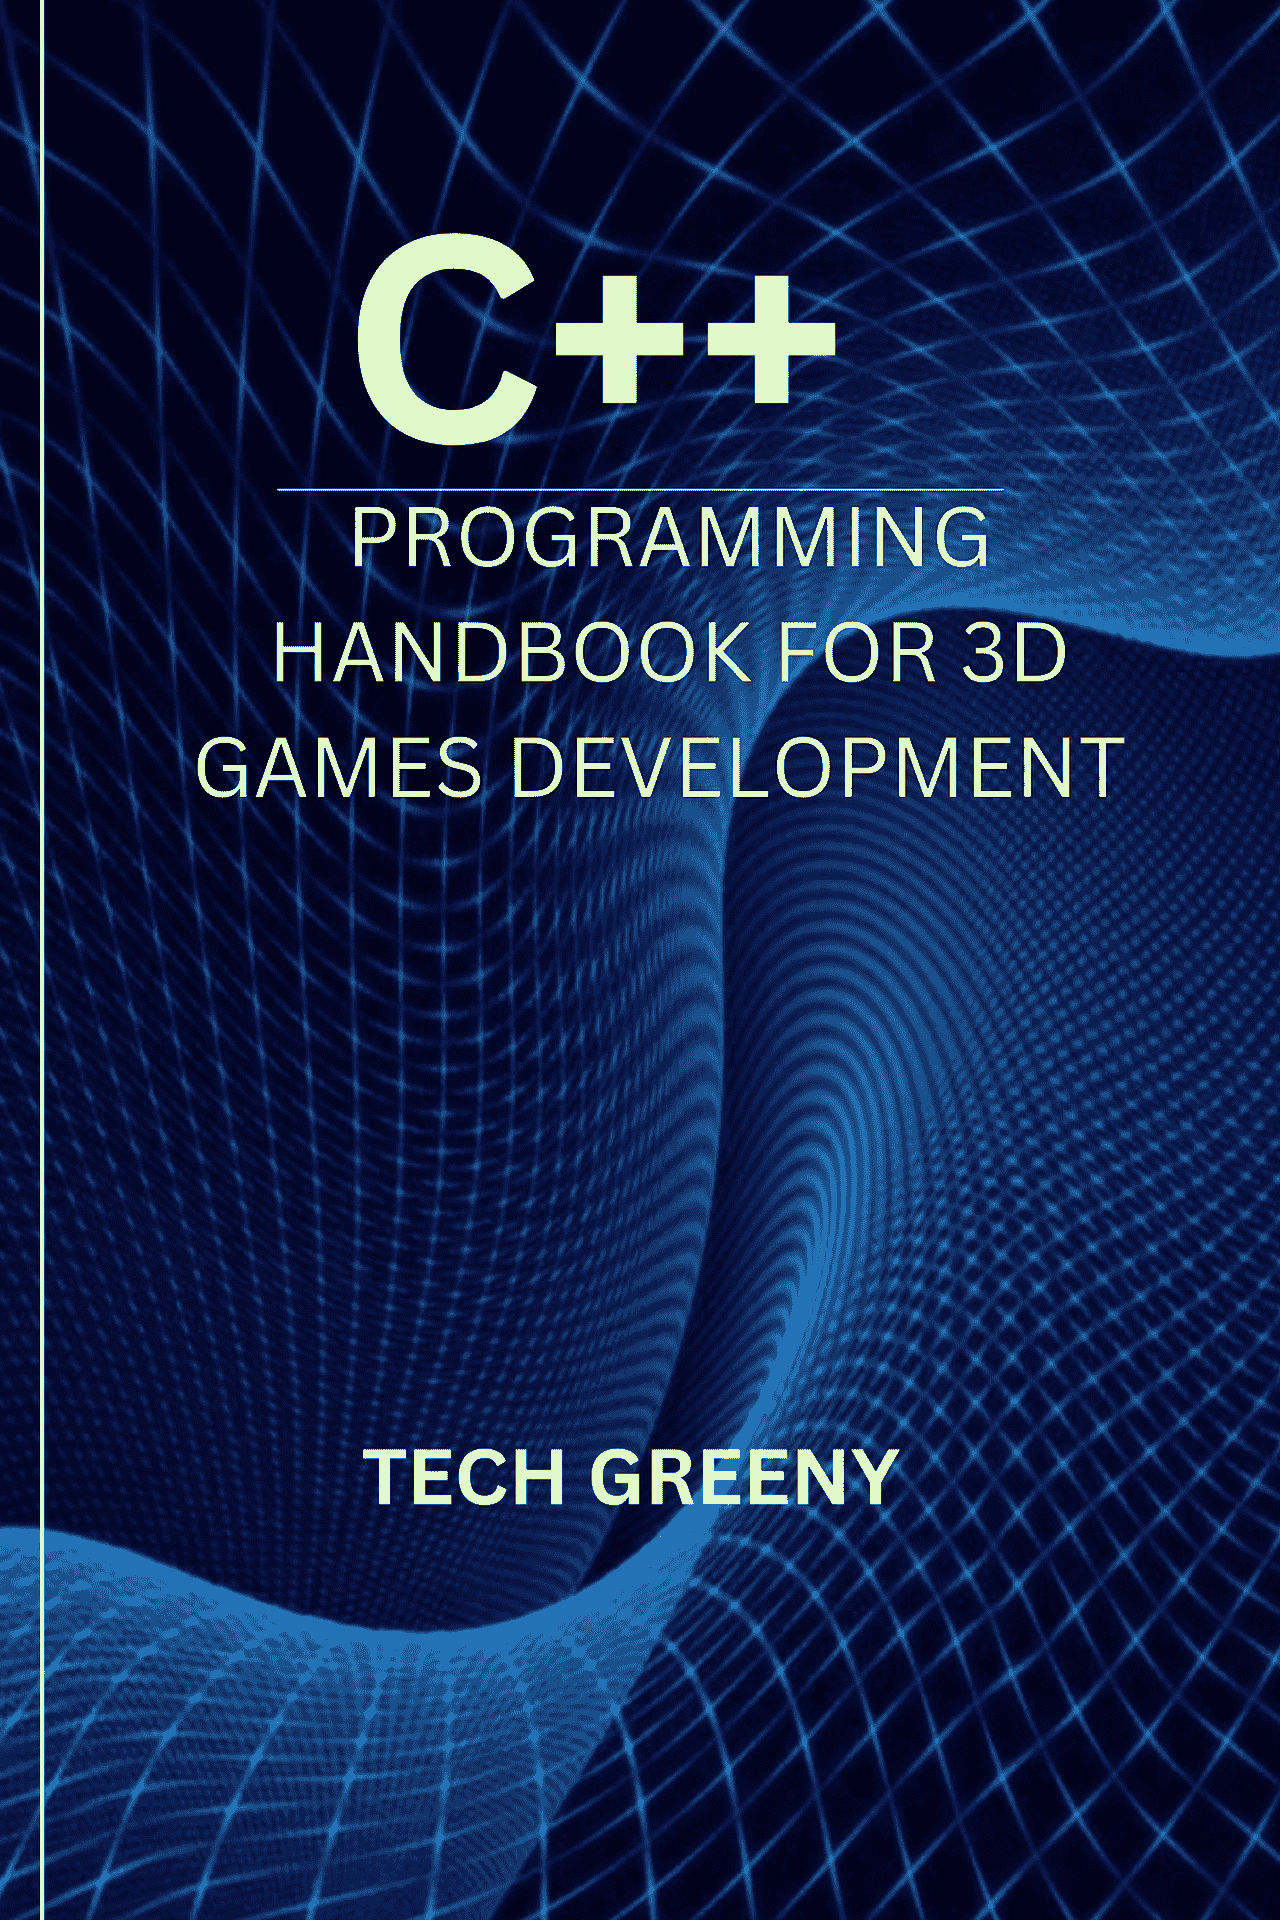 C++
PROGRAMMING
HANDBOOK FOR 3D
GAMES DEVELOPMENT
TECH GREENY